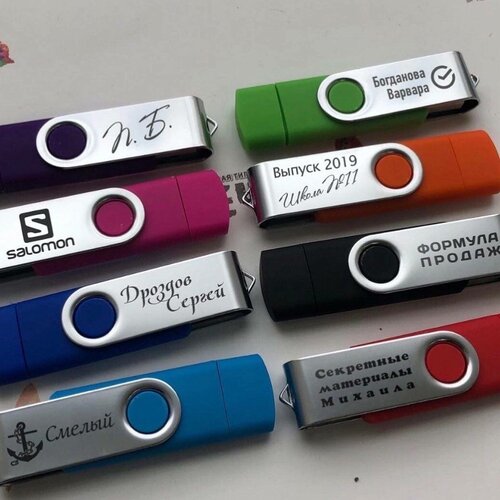 П. Б.
Богданова
Варвара
Выпуск 2019
Школа №11
S
salomon
ФОРМУЛА
ПРОДАЖ
Дроздов
Сергей
Секретные
материалы
Михаила
Смелый